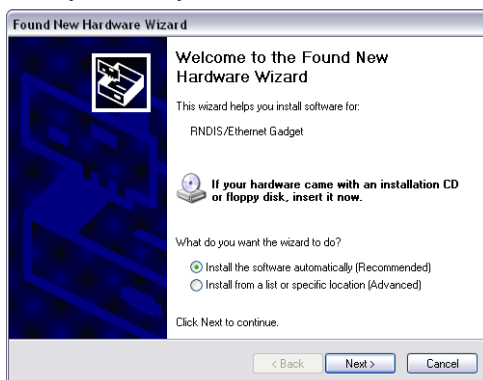 Found New Hardware Wizard
Welcome to the Found New
Hardware Wizard
This wizard helps you install software for:
RNDIS/Ethernet Gadget
If your hardware came with an installation CD
or floppy disk, insert it now.
What do you want the wizard to do?
Install the software automatically (Recommended)
Install from a list or specific location (Advanced)
Click Next to continue.
< Back Next > Cancel